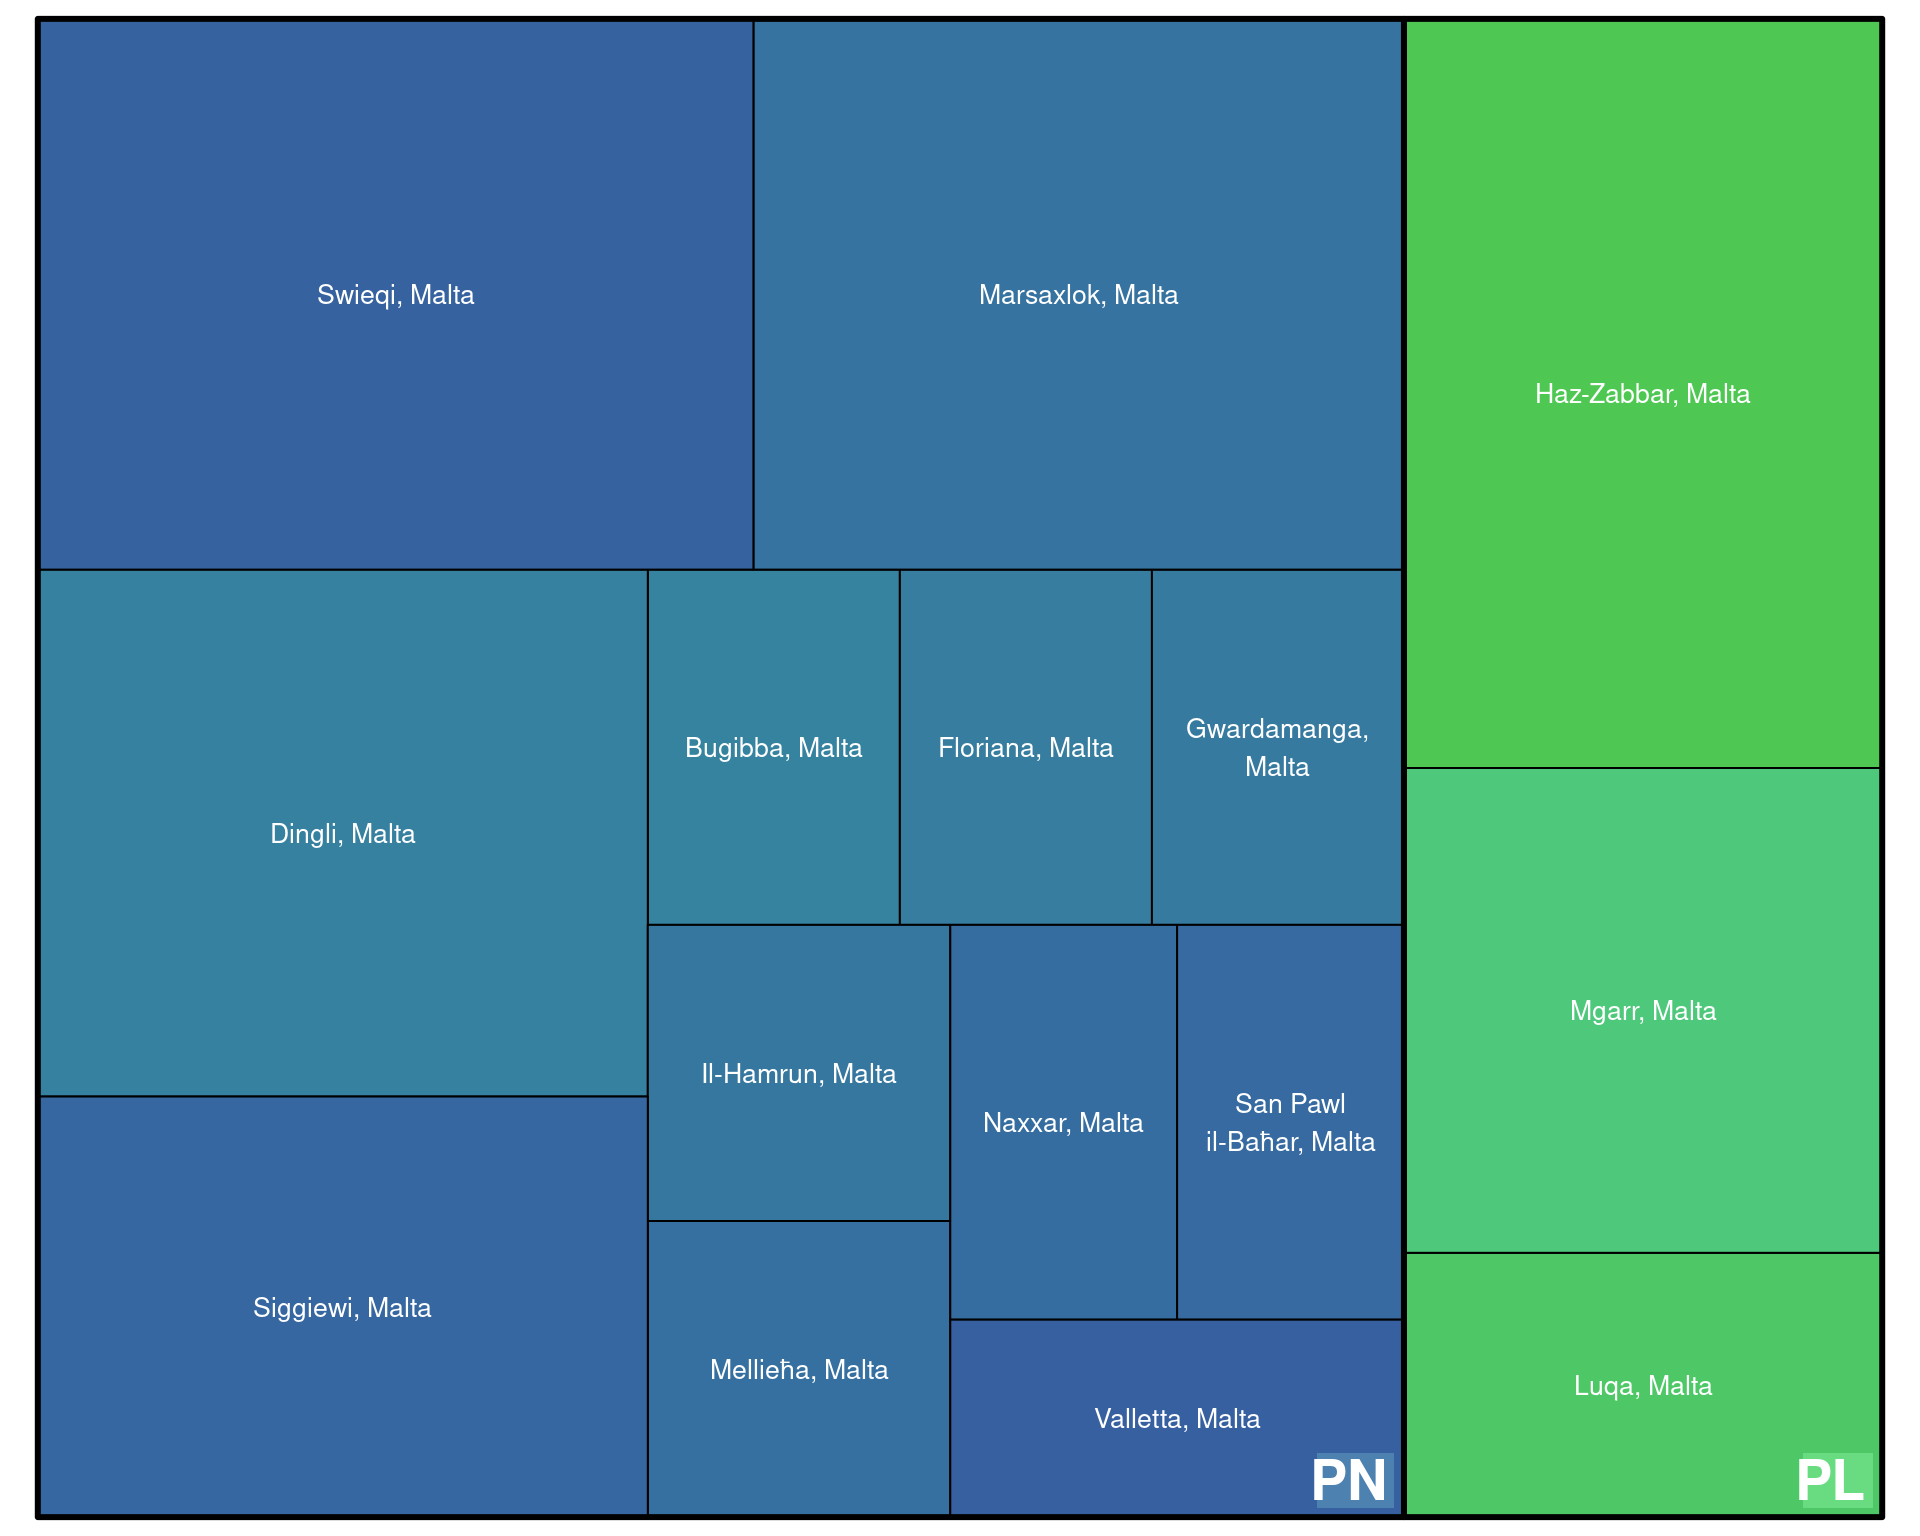 Swieqi, Malta
Marsaxlok, Malta
Haz-Zabbar, Malta
Dingli, Malta
Bugibba, Malta
Floriana, Malta
Gwardamanga,
Malta
Il-Hamrun, Malta
Naxxar, Malta
San Pawl
il-Baħar, Malta
Mgarr, Malta
Siggiewi, Malta
Mellieħa, Malta
Valletta, Malta
Luqa, Malta
PN
PL